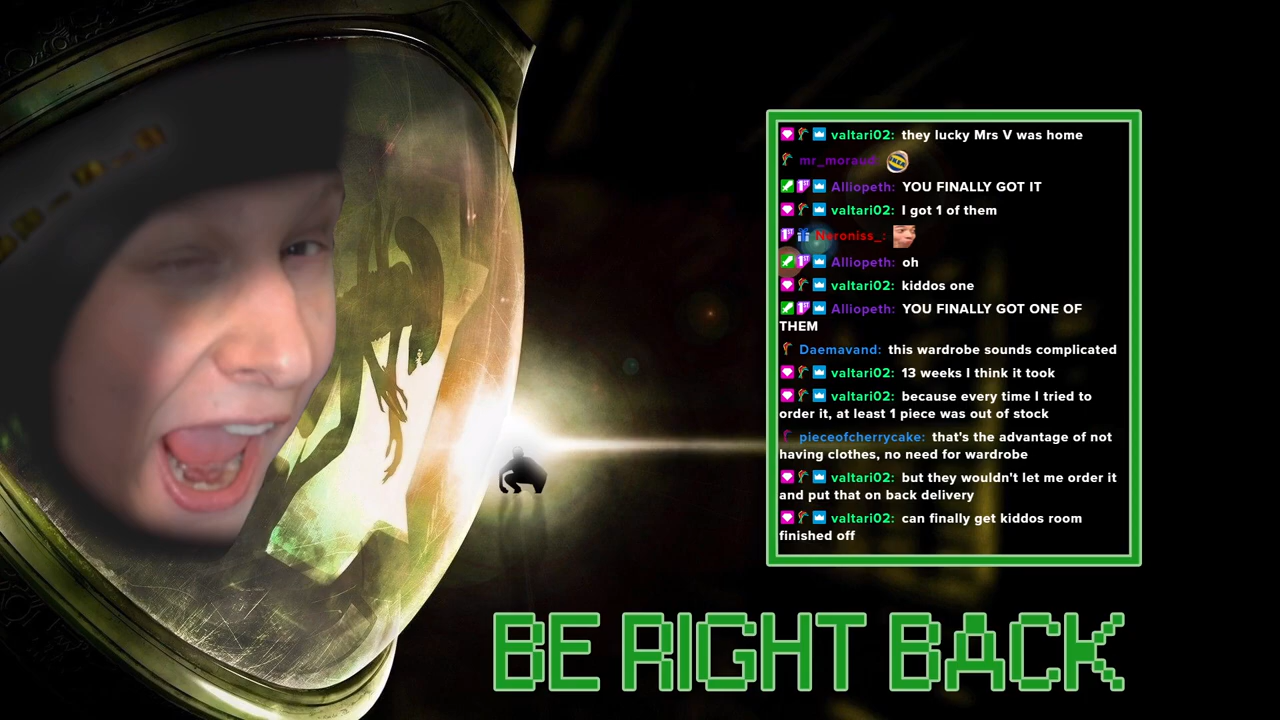 valtari02: they lucky Mrs V was home
mr_moraud:
Alliopeth: YOU FINALLY GOT IT
valtari02: I got 1 of them
Noroniss_:
Alliopeth: oh
valtari02: kiddos one
Alliopeth: YOU FINALLY GOT ONE OF
THEM
Daemavand: this wardrobe sounds complicated
valtari02: 13 weeks I think it took
valtari02: because every time I tried to
order it, at least 1 piece was out of stock
pieceofcherrycake: that's the advantage of not
having clothes, no need for wardrobe
valtari02: but they wouldn't let me order it
and put that on back delivery
valtari02: can finally get kiddos room
finished off
BE RIGHT BACK